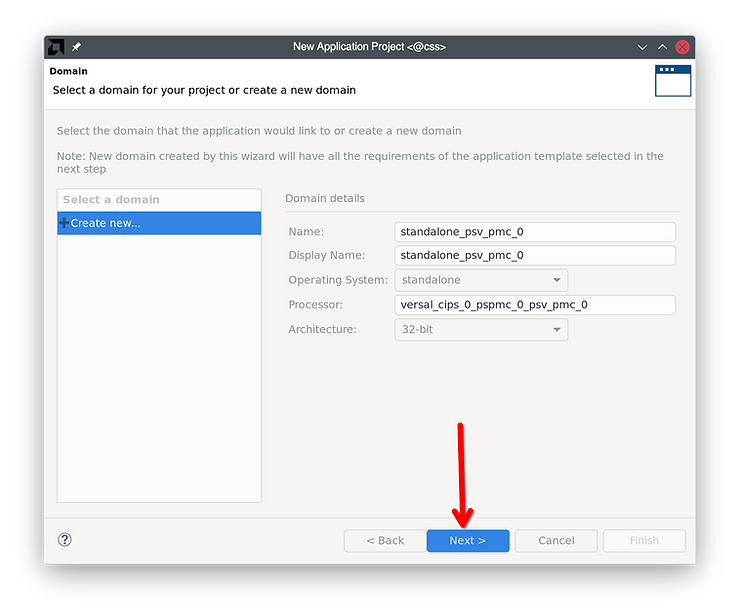 New Application Project <@css>
Domain
Select a domain for your project or create a new domain
Select the domain that the application would link to or create a new domain
Note: New domain created by this wizard will have all the requirements of the application template selected in the
next step
Select a domain
Create new...
Domain details
Name: standalone_psv_pmc_0
Display Name: standalone_psv_pmc_0
Operating System: standalone
Processor: versal_cips_0_pspmc_0_psv_pmc_0
Architecture: 32-bit
? < Back Next > Cancel Finish